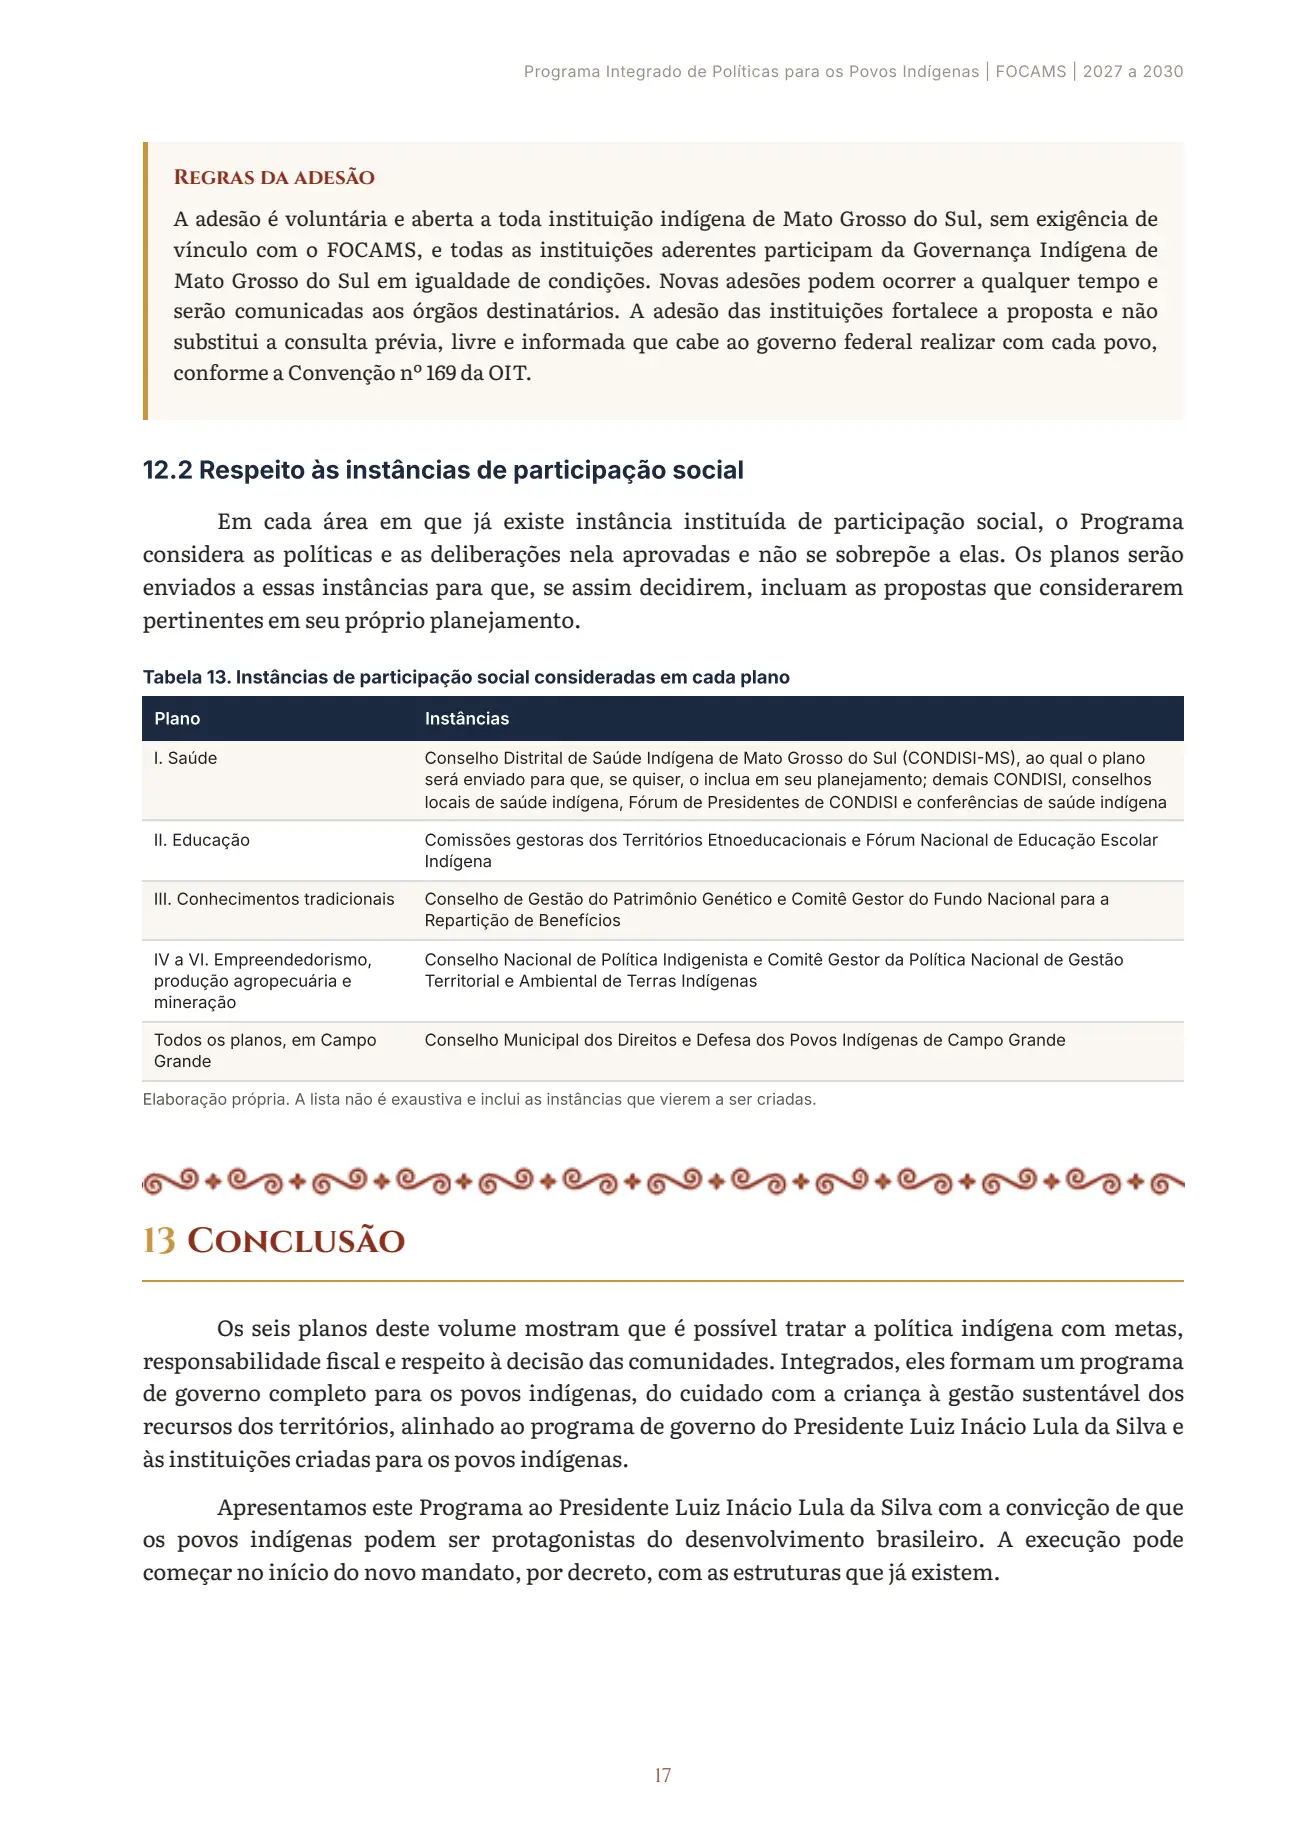 Programa Integrado de Políticas para os Povos Indígenas | FOCAMS | 2027 a 2030
Regras da adesão
A adesão é voluntária e aberta a toda instituição indígena de Mato Grosso do Sul, sem exigência de
vínculo com o FOCAMS, e todas as instituições aderentes participam da Governança Indígena de
Mato Grosso do Sul em igualdade de condições. Novas adesões podem ocorrer a qualquer tempo e
serão comunicadas aos órgãos destinatários. A adesão das instituições fortalece a proposta e não
substitui a consulta prévia, livre e informada que cabe ao governo federal realizar com cada povo,
conforme a Convenção nº 169 da OIT.
12.2 Respeito às instâncias de participação social
Em cada área em que já existe instância instituída de participação social, o Programa
considera as políticas e as deliberações nela aprovadas e não se sobrepõe a elas. Os planos serão
enviados a essas instâncias para que, se assim decidirem, incluam as propostas que considerarem
pertinentes em seu próprio planejamento.
Tabela 13. Instâncias de participação social consideradas em cada plano
Plano Instâncias
I. Saúde Conselho Distrital de Saúde Indígena de Mato Grosso do Sul (CONDISI-MS), ao qual o plano
será enviado para que, se quiser, o inclua em seu planejamento; demais CONDISI, conselhos
locais de saúde indígena, Fórum de Presidentes de CONDISI e conferências de saúde indígena
II. Educação Comissões gestoras dos Territórios Etnoeducacionais e Fórum Nacional de Educação Escolar
Indígena
III. Conhecimentos tradicionais Conselho de Gestão do Patrimônio Genético e Comitê Gestor do Fundo Nacional para a
Repartição de Benefícios
IV a VI. Empreendedorismo, Conselho Nacional de Política Indigenista e Comitê Gestor da Política Nacional de Gestão
produção agropecuária e Territorial e Ambiental de Terras Indígenas
mineração
Todos os planos, em Campo Conselho Municipal dos Direitos e Defesa dos Povos Indígenas de Campo Grande
Grande
Elaboração própria. A lista não é exaustiva e inclui as instâncias que vierem a ser criadas.
13 Conclusão
Os seis planos deste volume mostram que é possível tratar a política indígena com metas,
responsabilidade fiscal e respeito à decisão das comunidades. Integrados, eles formam um programa
de governo completo para os povos indígenas, do cuidado com a criança à gestão sustentável dos
recursos dos territórios, alinhado ao programa de governo do Presidente Luiz Inácio Lula da Silva e
às instituições criadas para os povos indígenas.
Apresentamos este Programa ao Presidente Luiz Inácio Lula da Silva com a convicção de que
os povos indígenas podem ser protagonistas do desenvolvimento brasileiro. A execução pode
começar no início do novo mandato, por decreto, com as estruturas que já existem.
17